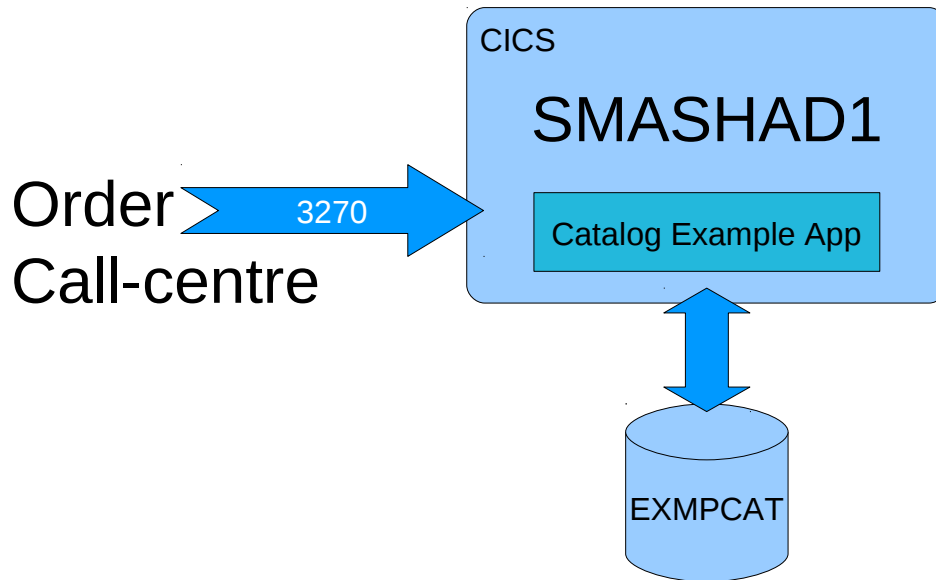 CICS
SMASHAD1
Order
Call-centre
3270
Catalog Example App
EXMPCAT